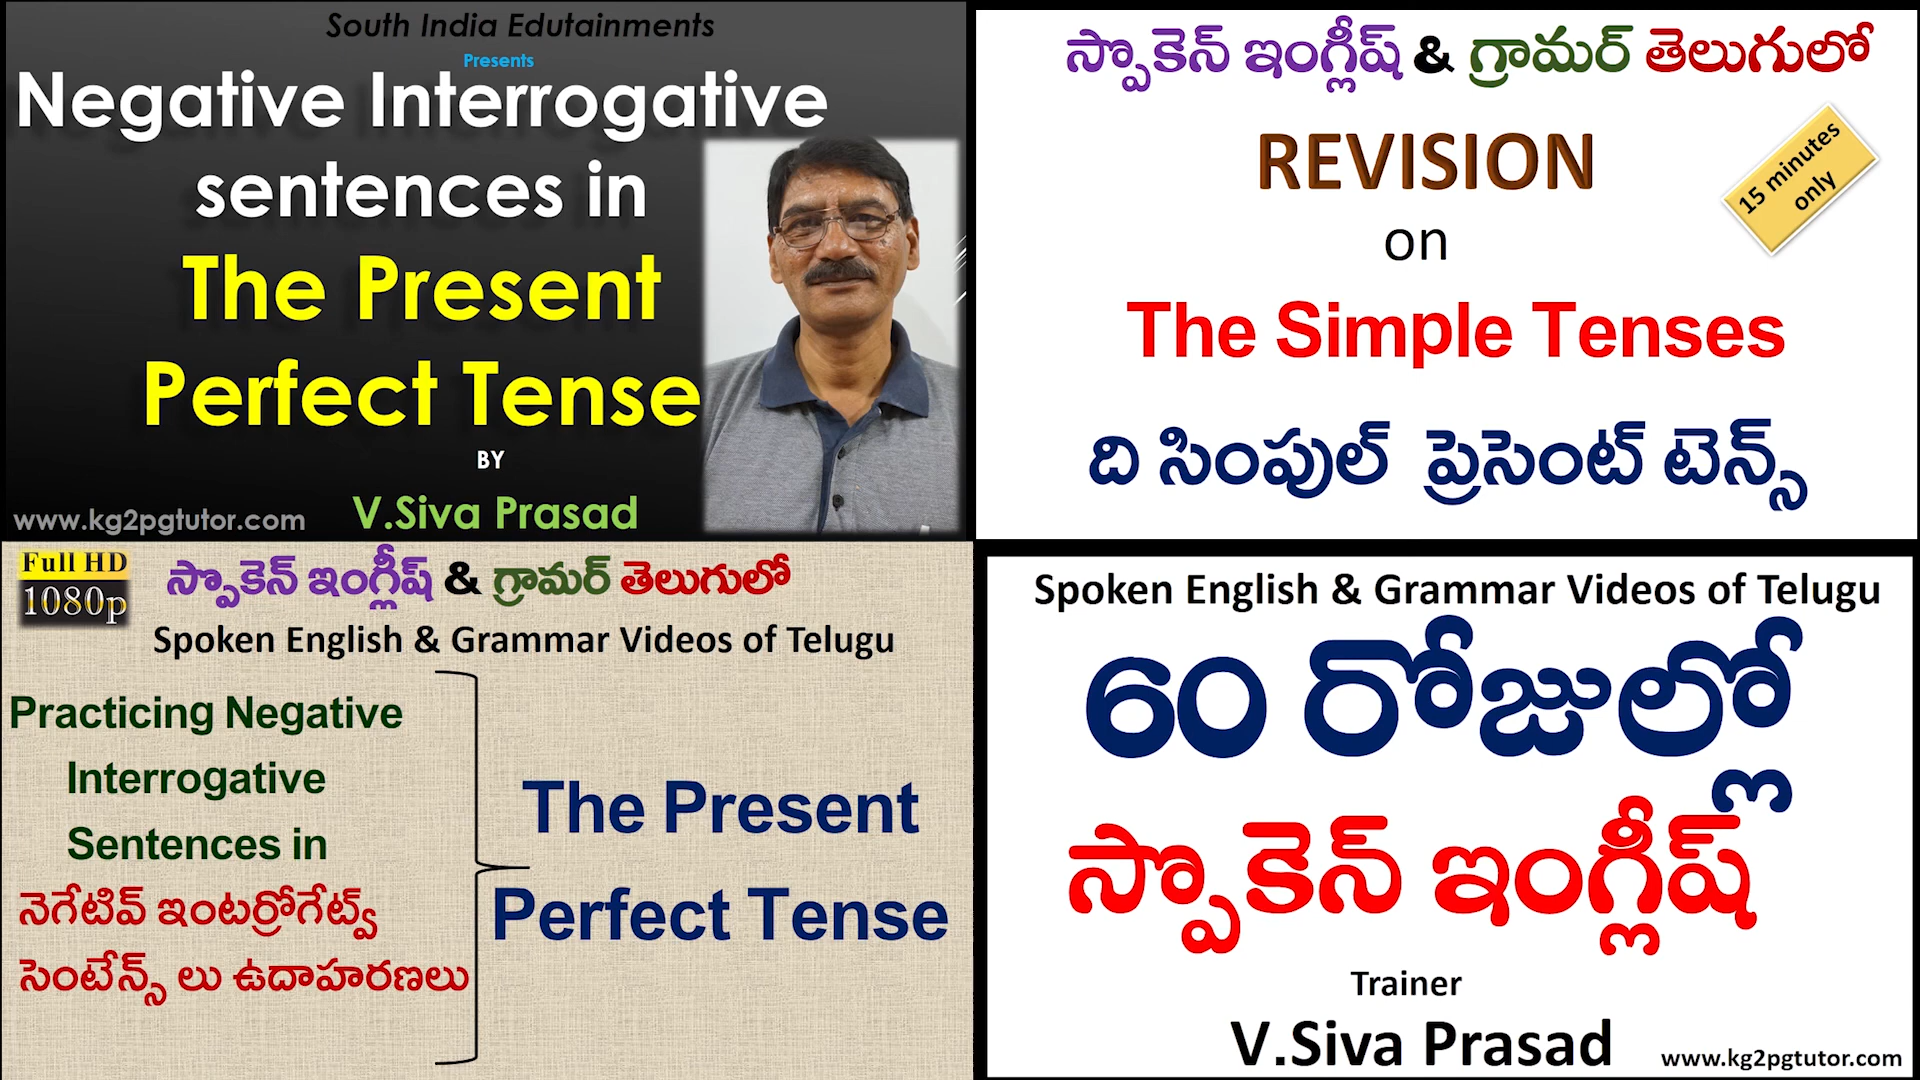 South India Edutainments
Presents
Negative Interrogative
sentences in
The Present
Perfect Tense
BY
V.Siva Prasad
www.kg2pgtutor.com
స్పొకెన్ ఇంగ్లీష్ & గ్రామర్ తెలుగులో
REVISION
15 minutes
only
on
The Simple Tenses
ది సింపుల్ ప్రెసెంట్ టెన్స్
Full HD
1080p
స్పొకెన్ ఇంగ్లీష్ & గ్రామర్ తెలుగులో
Spoken English & Grammar Videos of Telugu
Practicing Negative
Interrogative
Sentences in
నెగేటివ్ ఇంటర్రోగేట్వ్
సెంటేన్స్ లు ఉదాహరణలు
The Present
Perfect Tense
Spoken English & Grammar Videos of Telugu
60 రోజుల్లో
స్పొకెన్ ఇంగ్లీష్
Trainer
V.Siva Prasad
www.kg2pgtutor.com